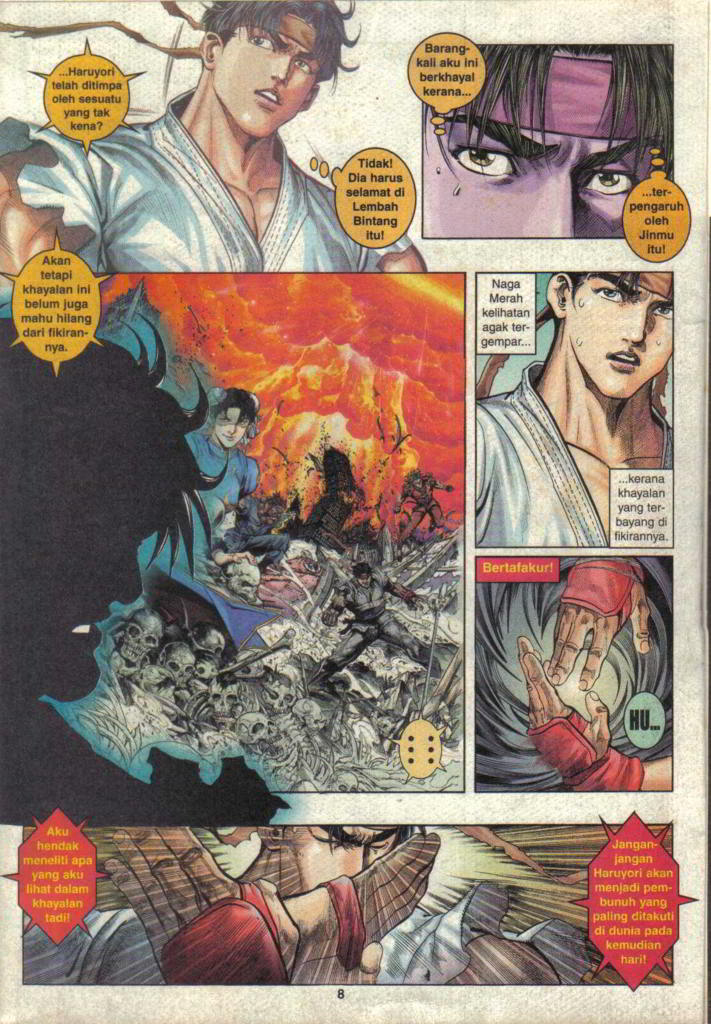 ...Haruyori
telah ditimpa
oleh sesuatu
yang tak
kena?
Tidak!
Dia harus
selamat di
Lembah
Bintang
itu!
Barang-
kali aku ini
berkhayal
kerana...
...ter-
pengaruh
oleh
Jinmu
itu!
Akan
tetapi
khayalan ini
belum juga
mahu hilang
dari fikiran-
nya.
Naga
Merah
kelihatan
agak ter-
gempar...
...kerana
khayalan
yang ter-
bayang di
fikirannya.
Bertafakur!
HU...
Aku
hendak
meneliti apa
yang aku
lihat dalam
khayalan
tadi!
Jangan-
jangan
Haruyori akan
menjadi pem-
bunuh yang
paling ditakuti
di dunia pada
kemudian
hari!
8